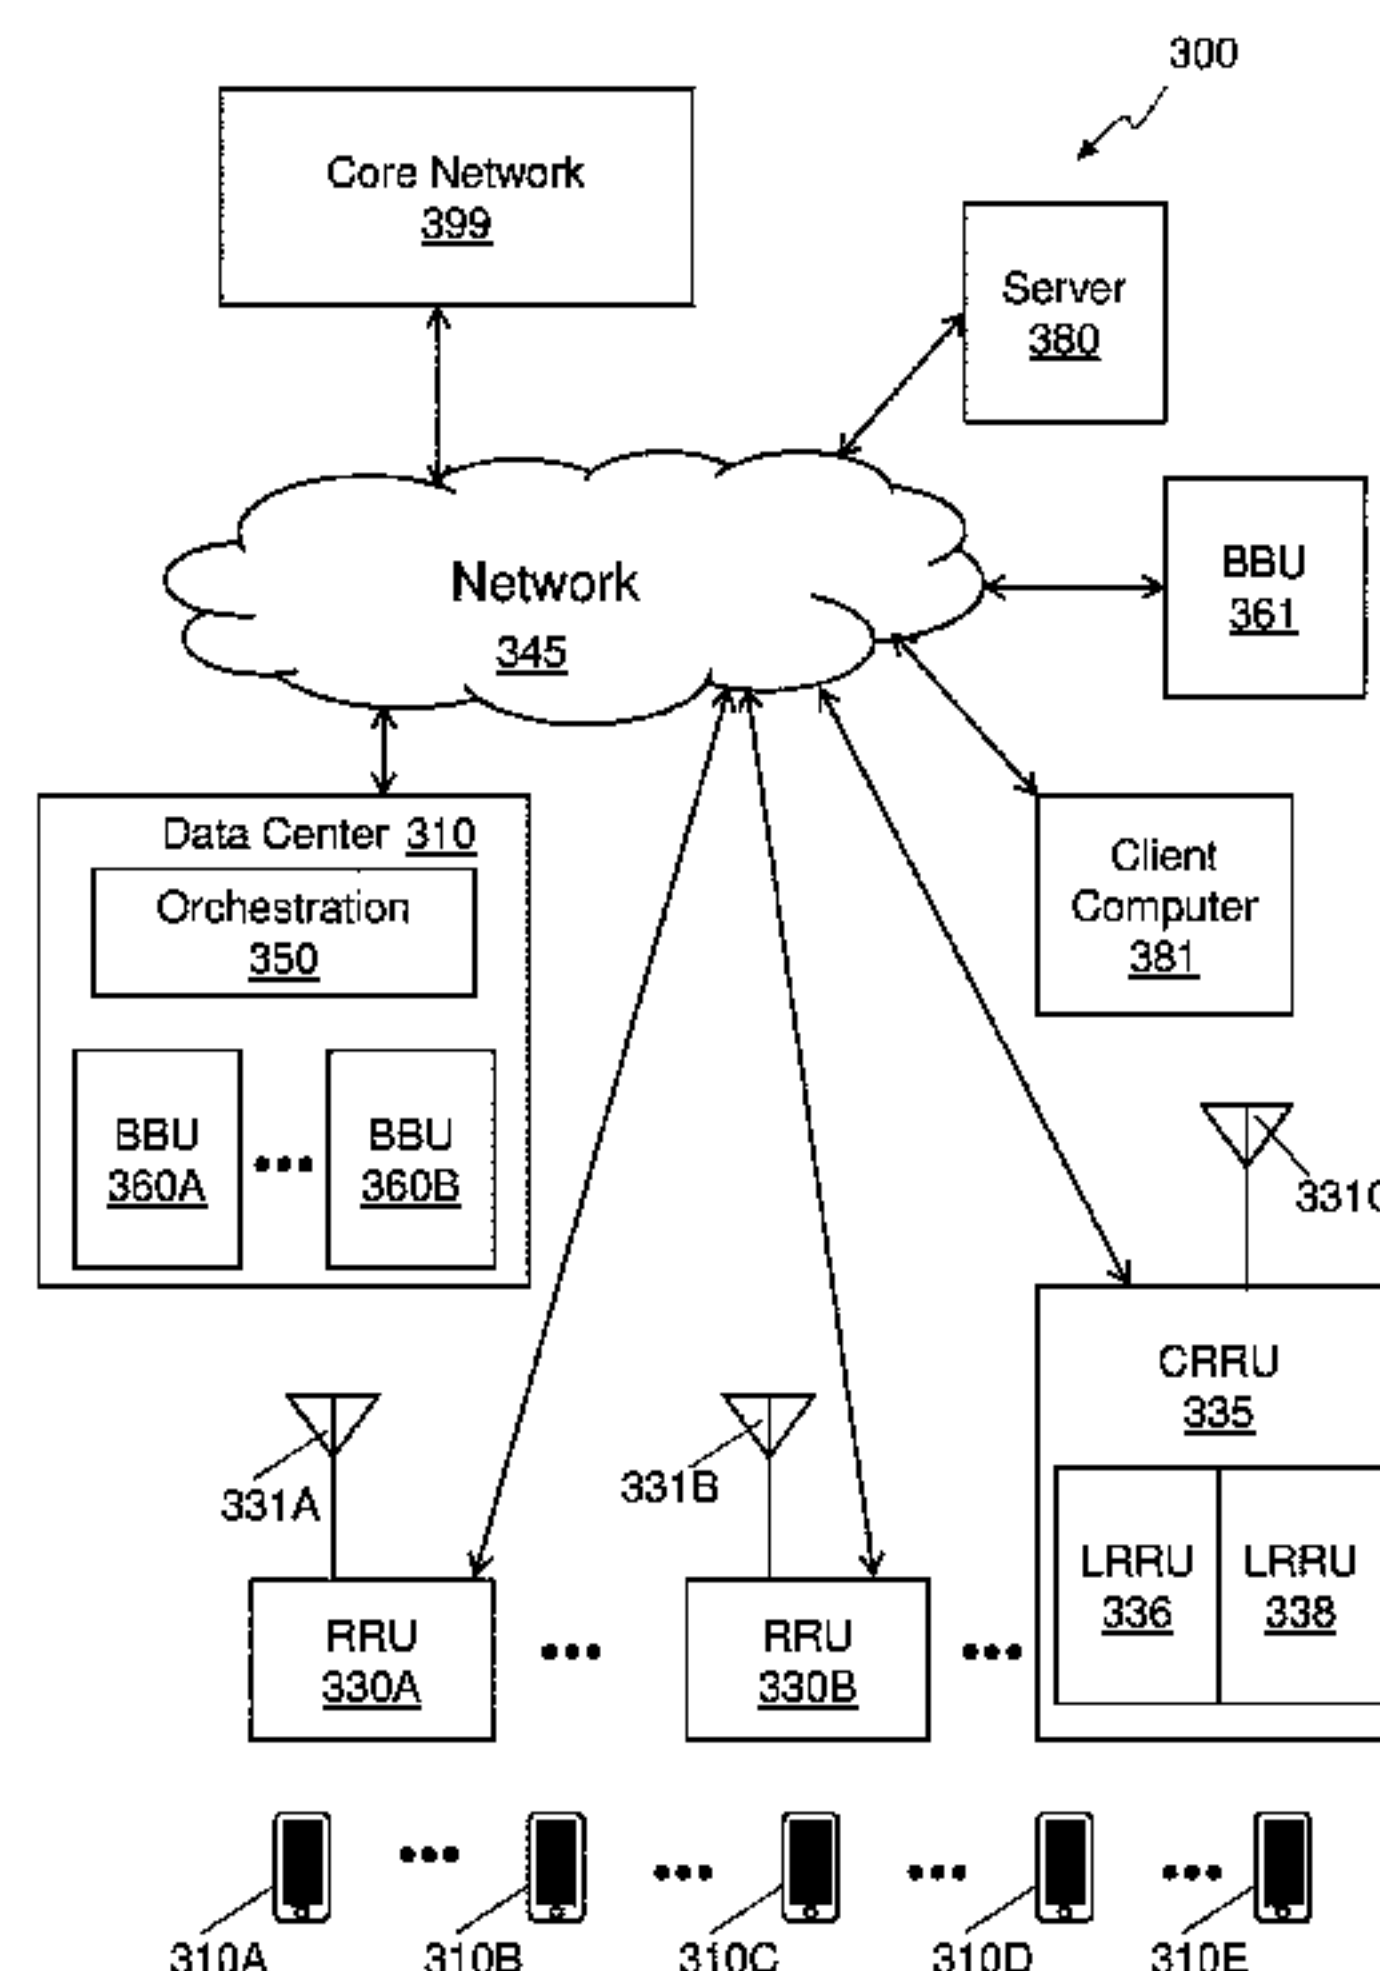 300
Core Network
399
Server
380
Network
345
BBU
361
Data Center 310
Orchestration
350
Client
Computer
381
BBU
360A
BBU
360B
331C
CRRU
335
331A
331B
LRRU
336
LRRU
338
RRU
330A
RRU
330B
310A
310B
310C
310D
310E